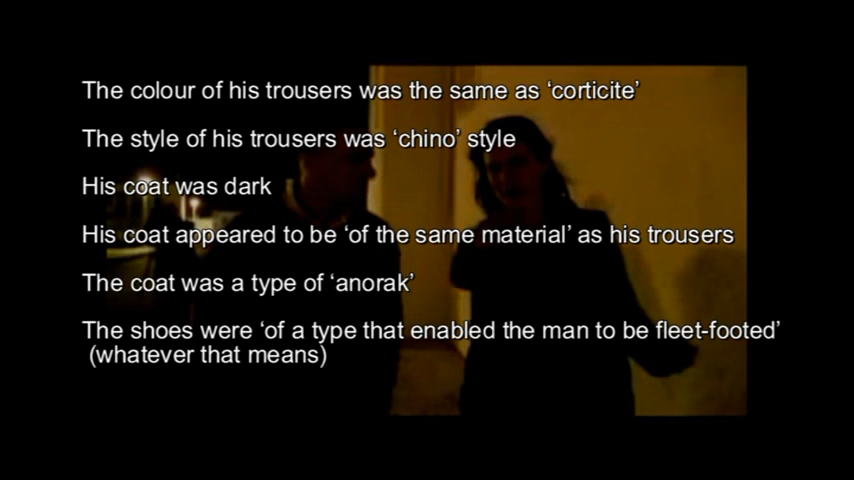 The colour of his trousers was the same as ‘corticite’
The style of his trousers was ‘chino’ style
His coat was dark
His coat appeared to be ‘of the same material’ as his trousers
The coat was a type of ‘anorak’
The shoes were ‘of a type that enabled the man to be fleet-footed’
(whatever that means)